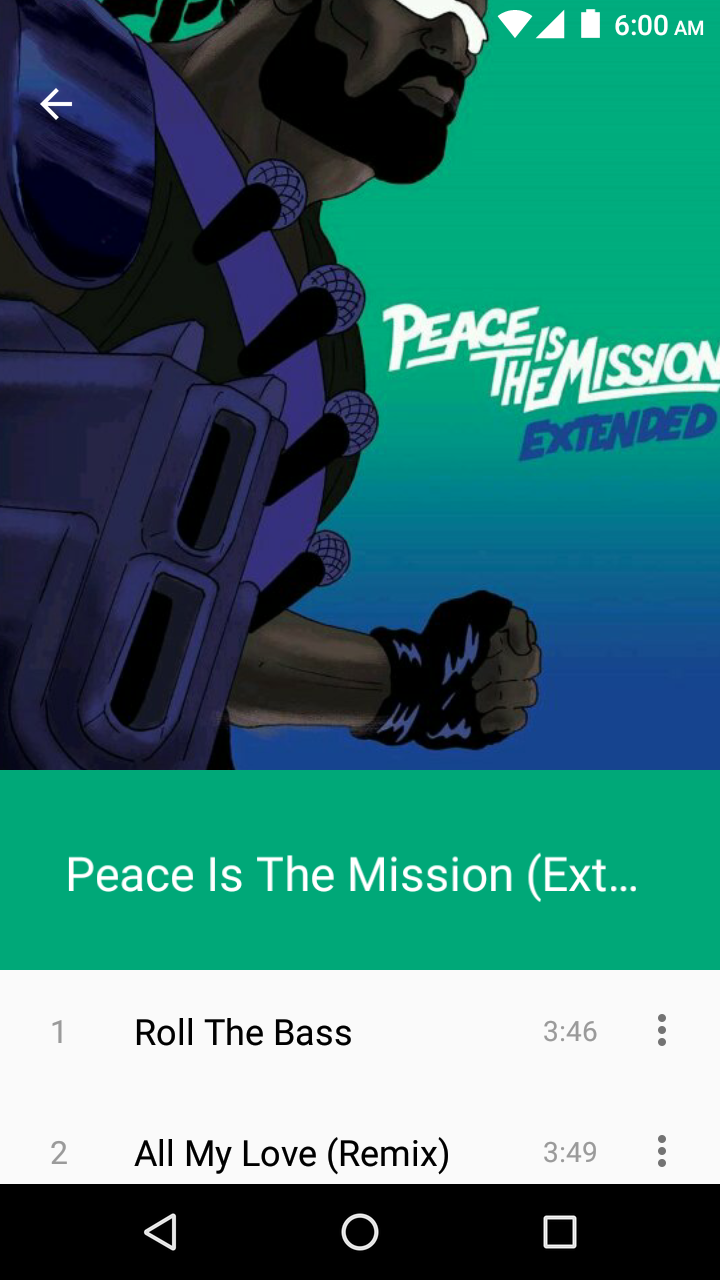 6:00 AM
PEACE IS
THE MISSION
EXTENDED
Peace Is The Mission (Ext...
1 Roll The Bass 3:46
2 All My Love (Remix) 3:49